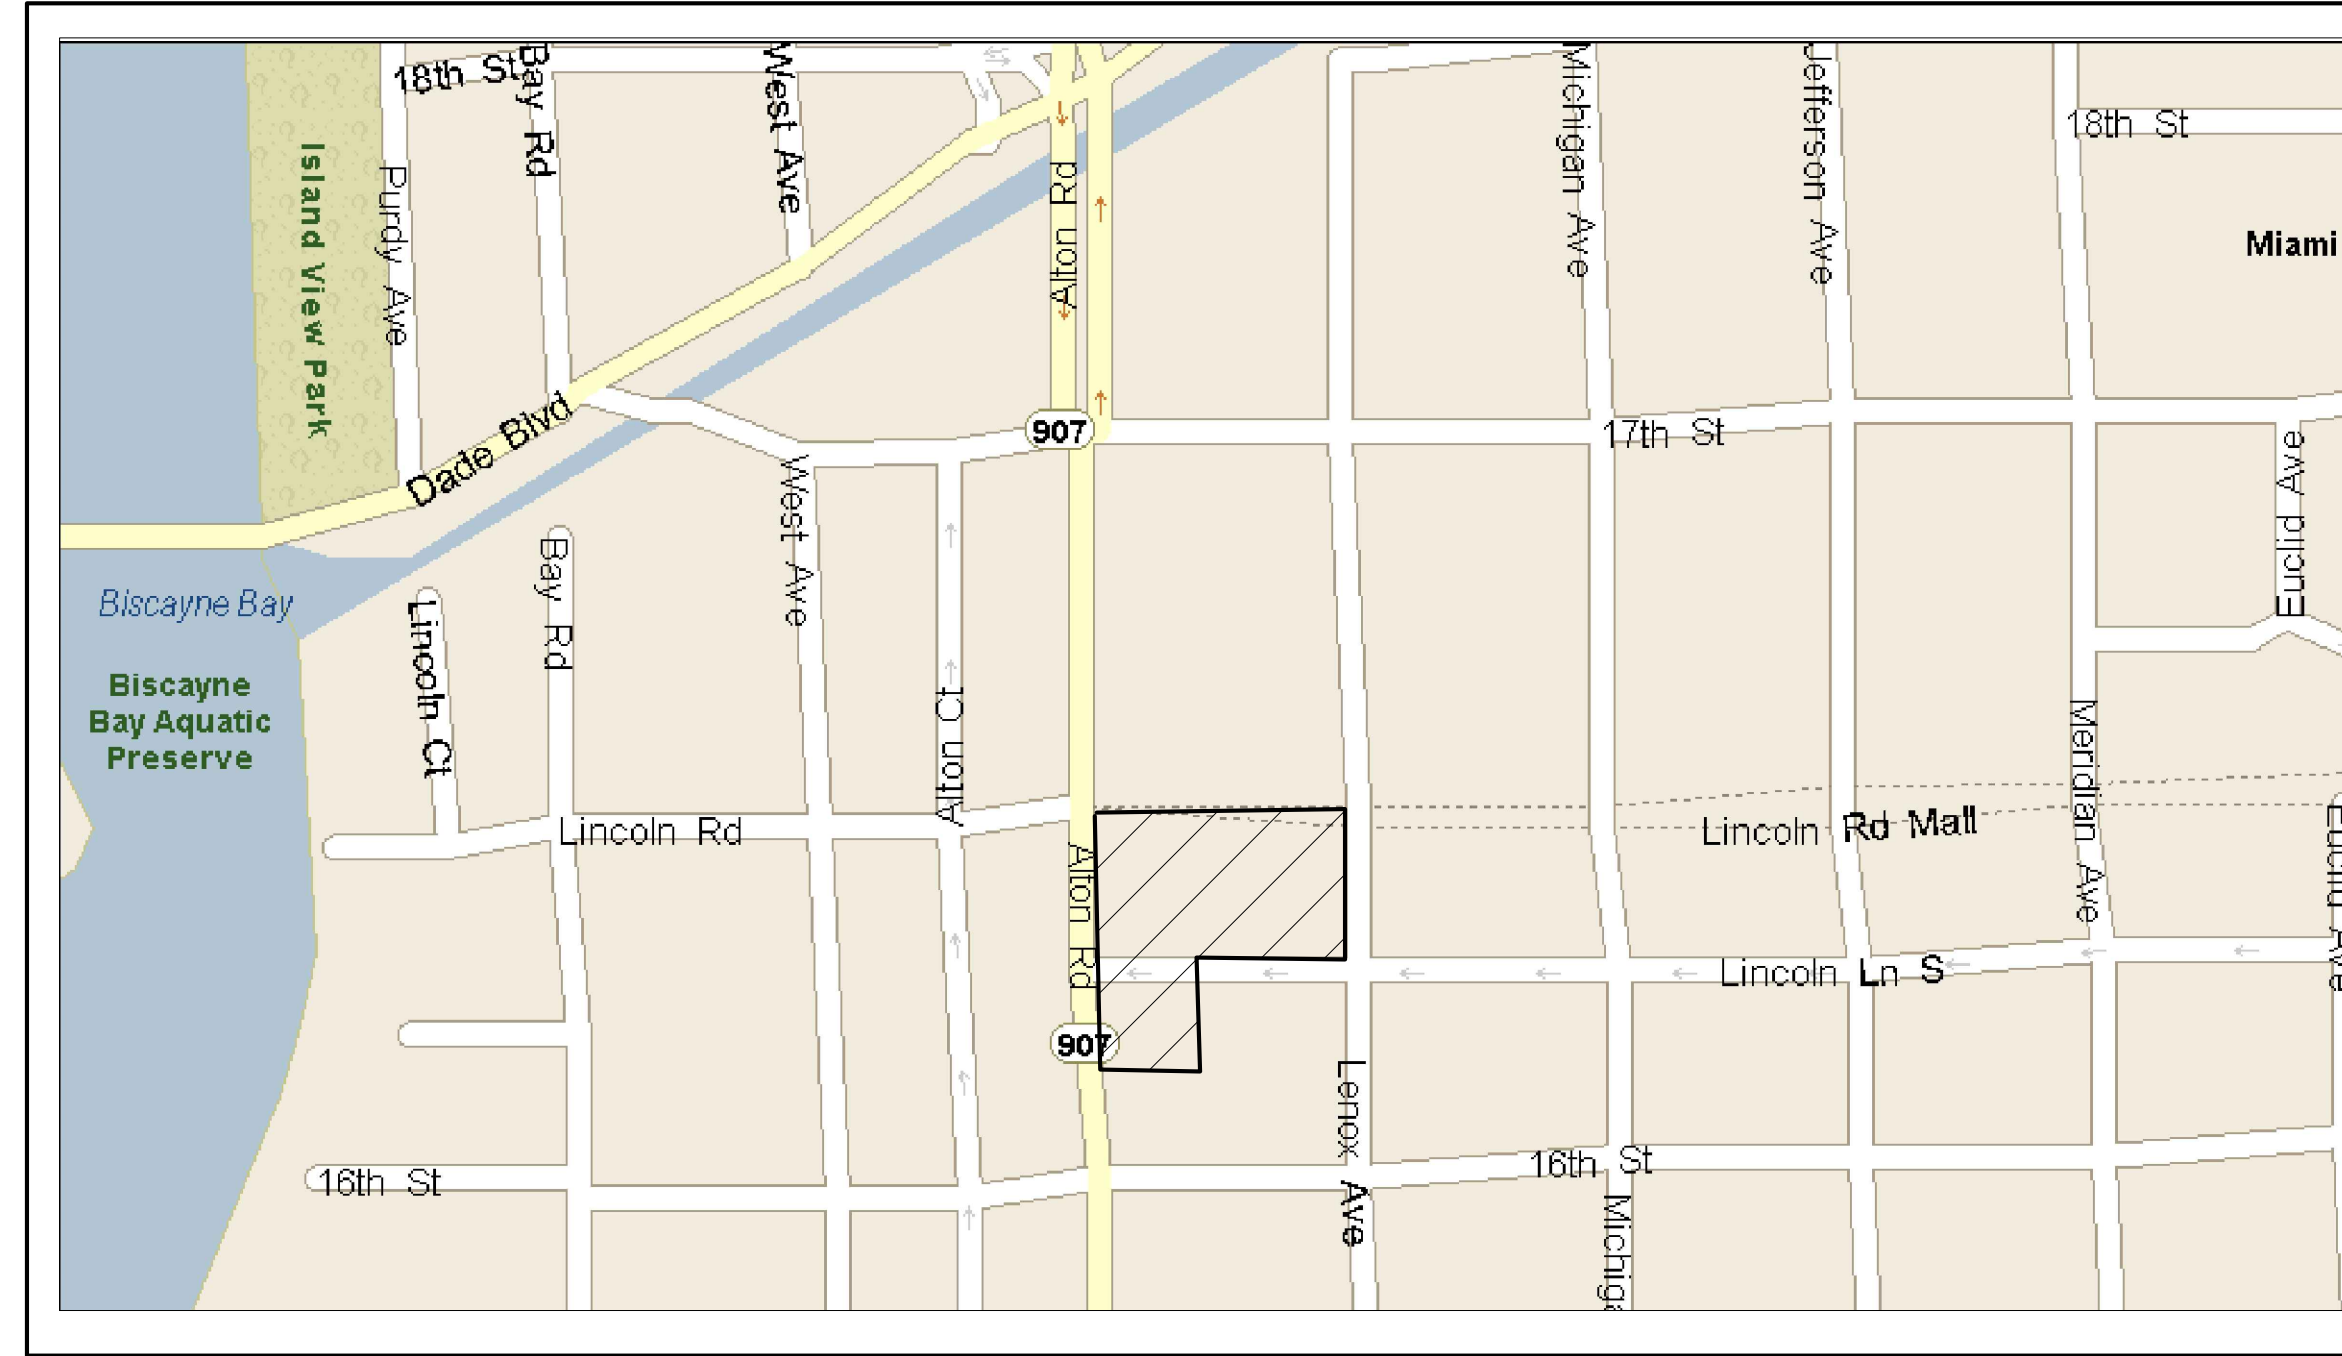 18th St
Bay Rd
West Ave
Michigan Ave
Jefferson Ave
18th St
Island View Park
Purdy Ave
Alton Rd
Miami
Dade Blvd
907
17th St
Euclid Ave
West Ave
Bay Rd
Biscayne Bay
Lincoln Ct
Biscayne
Bay Aquatic
Preserve
Alton Ct
Meridian Ave
Lincoln Rd
Lincoln Rd Mall
Alton Rd
Euclid Ave
Lincoln Ln S
907
Lenox Ave
16th St
16th St
Michiga